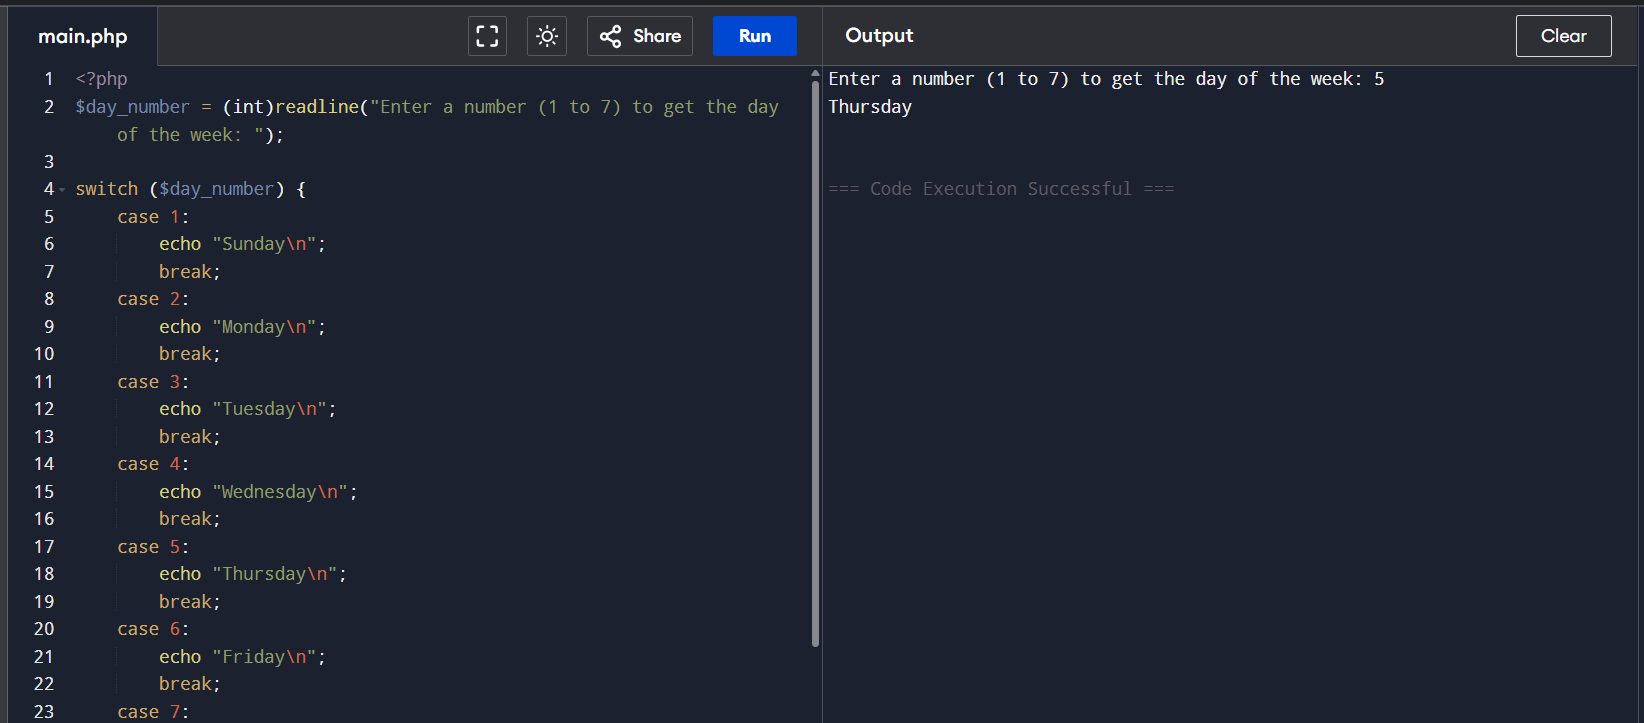 main.php
Share
Run
Output
Clear
1 <?php
2 $day_number = (int)readline("Enter a number (1 to 7) to get the day
of the week: ");
3
4 switch ($day_number) {
5     case 1:
6         echo "Sunday\n";
7         break;
8     case 2:
9         echo "Monday\n";
10         break;
11     case 3:
12         echo "Tuesday\n";
13         break;
14     case 4:
15         echo "Wednesday\n";
16         break;
17     case 5:
18         echo "Thursday\n";
19         break;
20     case 6:
21         echo "Friday\n";
22         break;
23     case 7:
Enter a number (1 to 7) to get the day of the week: 5
Thursday
=== Code Execution Successful ===